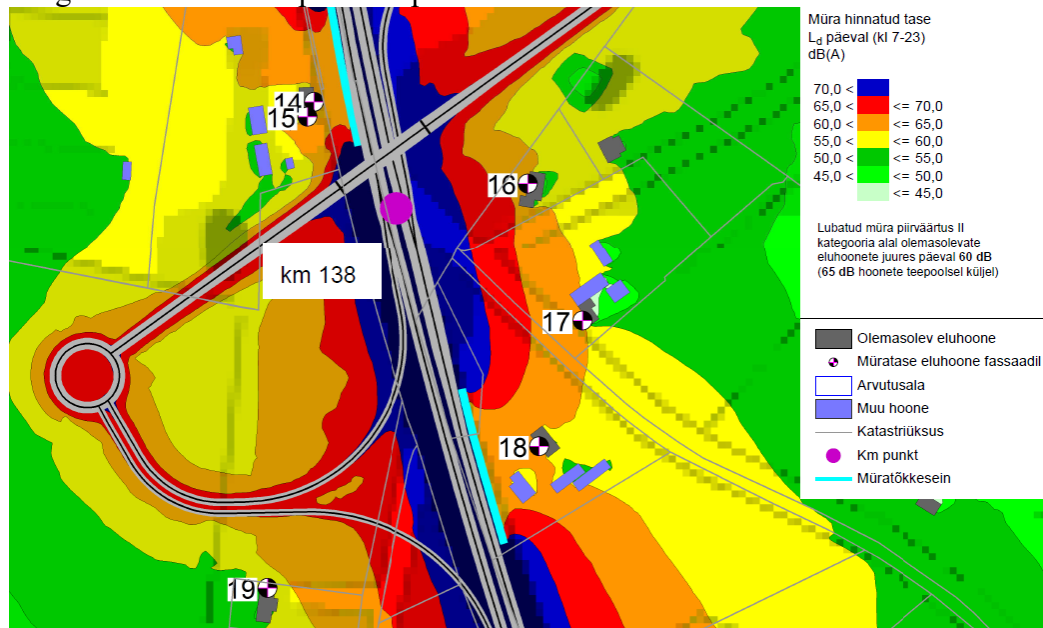 14
15
16
km 138
17
18
19
Müra hinnatud tase
Ld päeval (kl 7-23)
dB(A)
70,0 <
65,0 < <= 70,0
60,0 < <= 65,0
55,0 < <= 60,0
50,0 < <= 55,0
45,0 < <= 50,0
<= 45,0
Lubatud müra piirväärtus II
kategooria alal olemasolevate
eluhoonete juures päeval 60 dB
(65 dB hoonete teepoolsel küljel)
Olemasolev eluhoone
Müratase eluhoone fassaadil
Arvutusala
Muu hoone
Katastriüksus
Km punkt
Müratõkkesein